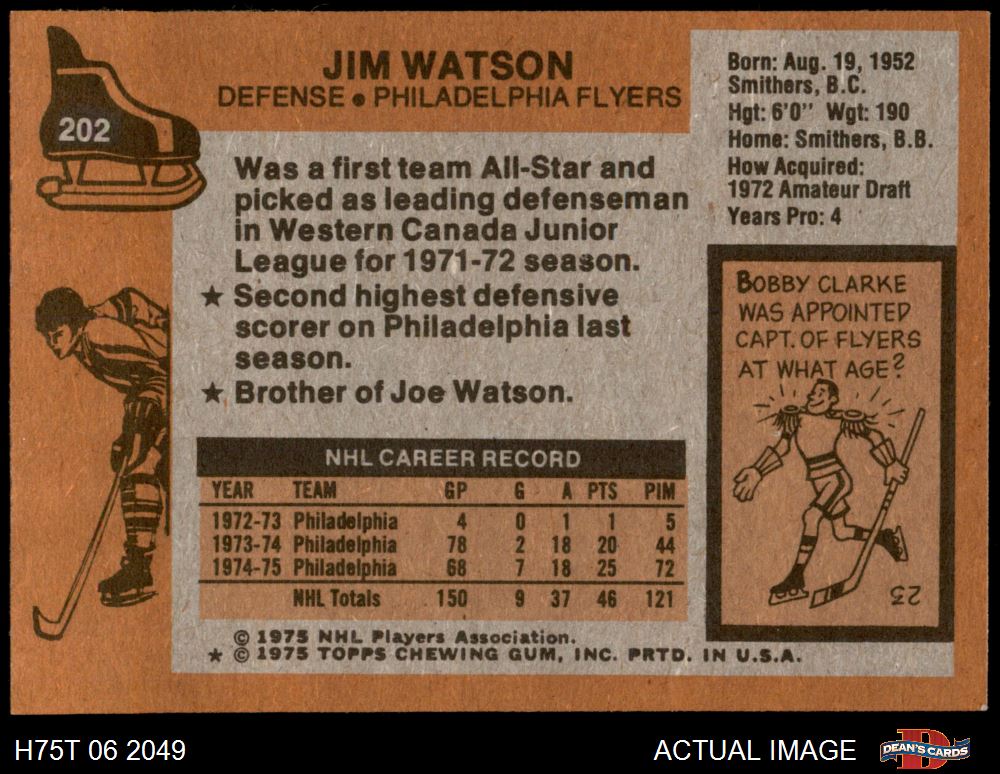 202
JIM WATSON
DEFENSE • PHILADELPHIA FLYERS
Born: Aug. 19, 1952
Smithers, B.C.
Hgt: 6'0" Wgt: 190
Home: Smithers, B.B.
How Acquired:
1972 Amateur Draft
Years Pro: 4
Was a first team All-Star and
picked as leading defenseman
in Western Canada Junior
League for 1971-72 season.
★ Second highest defensive
scorer on Philadelphia last
season.
★ Brother of Joe Watson.
BOBBY CLARKE
WAS APPOINTED
CAPT. OF FLYERS
AT WHAT AGE?
23
NHL CAREER RECORD
YEAR TEAM GP G A PTS PIM
1972-73 Philadelphia 4 0 1 1 5
1973-74 Philadelphia 78 2 18 20 44
1974-75 Philadelphia 68 7 18 25 72
NHL Totals 150 9 37 46 121
© 1975 NHL Players Association.
★ © 1975 TOPPS CHEWING GUM, INC. PRTD. IN U.S.A.
H75T 06 2049
ACTUAL IMAGE
DEAN'S CARDS